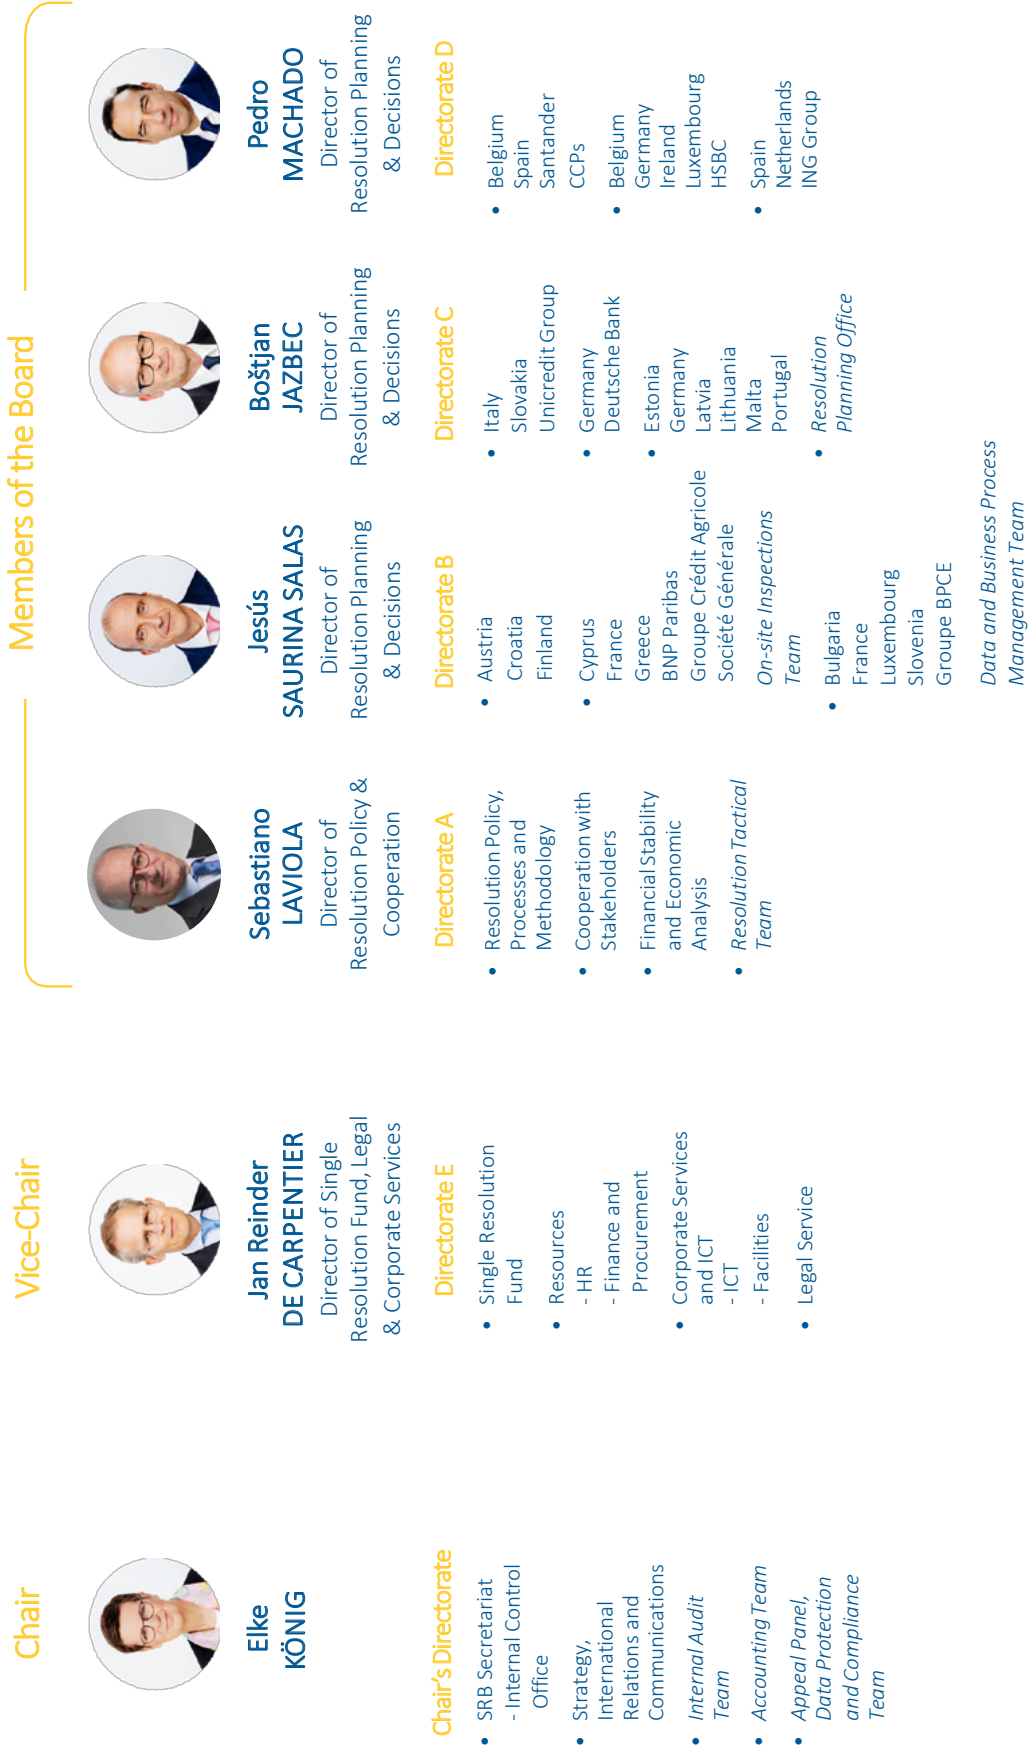 Chair
Elke
KÖNIG
Chair's Directorate
• SRB Secretariat
- Internal Control
Office
• Strategy,
International
Relations and
Communications
• Internal Audit
Team
• Accounting Team
• Appeal Panel,
Data Protection
and Compliance
Team
Vice-Chair
Jan Reinder
DE CARPENTIER
Director of Single
Resolution Fund, Legal
& Corporate Services
Directorate E
• Single Resolution
Fund
• Resources
- HR
- Finance and
Procurement
• Corporate Services
and ICT
- ICT
- Facilities
• Legal Service
Members of the Board
Sebastiano
LAVIOLA
Director of
Resolution Policy &
Cooperation
Directorate A
• Resolution Policy,
Processes and
Methodology
• Cooperation with
Stakeholders
• Financial Stability
and Economic
Analysis
• Resolution Tactical
Team
Jesús
SAURINA SALAS
Director of
Resolution Planning
& Decisions
Directorate B
• Austria
Croatia
Finland
• Cyprus
France
Greece
BNP Paribas
Groupe Crédit Agricole
Société Générale
On-site Inspections
Team
• Bulgaria
France
Luxembourg
Slovenia
Groupe BPCE
Data and Business Process
Management Team
Boštjan
JAZBEC
Director of
Resolution Planning
& Decisions
Directorate C
• Italy
Slovakia
Unicredit Group
• Germany
Deutsche Bank
• Estonia
Germany
Latvia
Lithuania
Malta
Portugal
• Resolution
Planning Office
Pedro
MACHADO
Director of
Resolution Planning
& Decisions
Directorate D
• Belgium
Spain
Santander
CCPs
• Belgium
Germany
Ireland
Luxembourg
HSBC
• Spain
Netherlands
ING Group